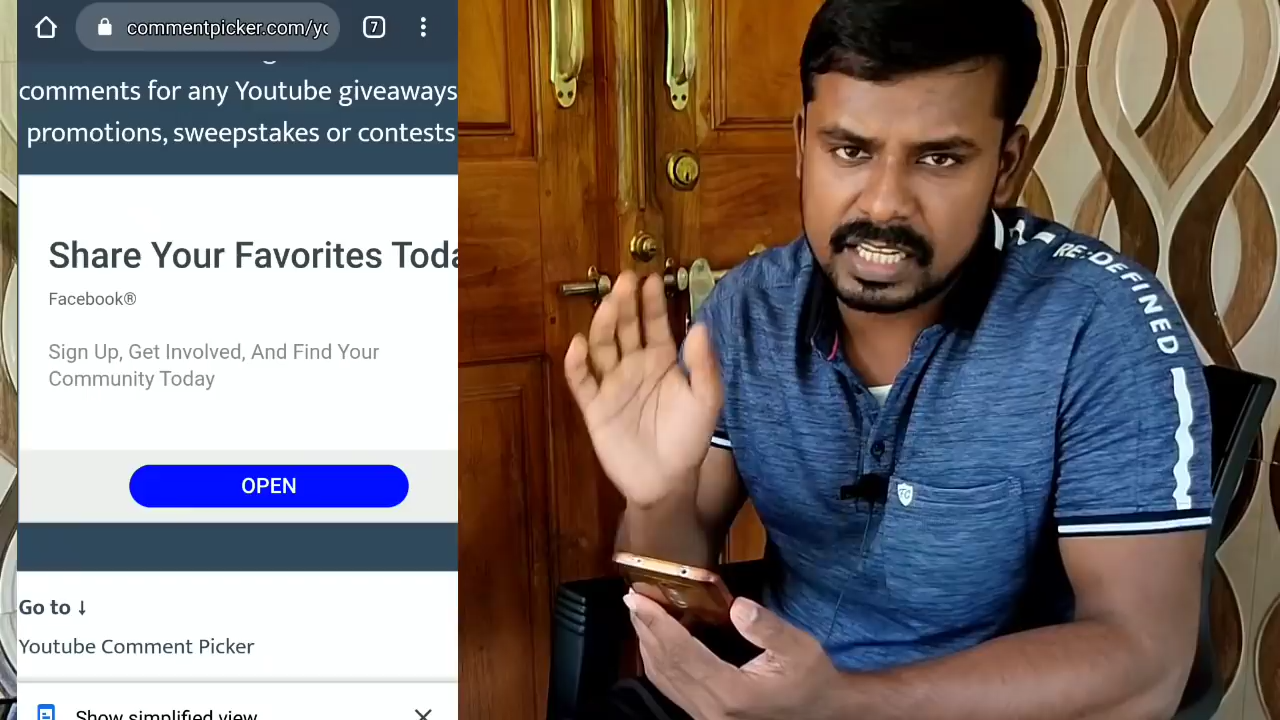 commentpicker.com/yc
7
comments for any Youtube giveaways
promotions, sweepstakes or contests
Share Your Favorites Toda
Facebook®
Sign Up, Get Involved, And Find Your
Community Today
OPEN
Go to ↓
Youtube Comment Picker
Show simplified view
RE:DEFINED